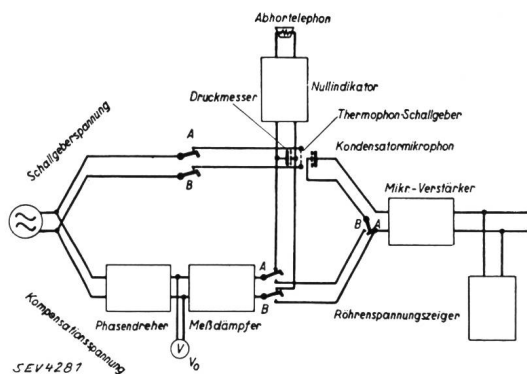 Abhörtelephon
Nullindikator
Druckmesser
Thermophon-Schallgeber
Kondensatormikrophon
Schallgeberspannung
A
B
Mikr-Verstärker
B
A
A
B
Phasendreher
Meßdämpfer
Röhrenspannungszeiger
V
V₀
Kompensationsspannung
SEV4281